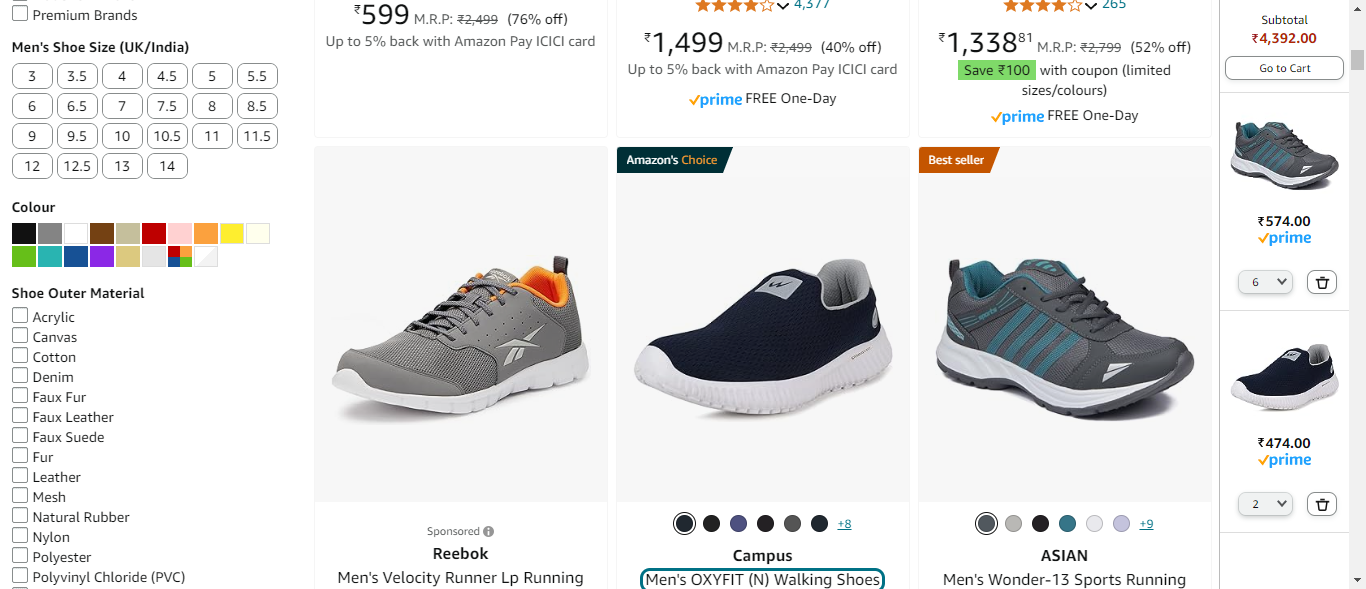 Premium Brands
Men's Shoe Size (UK/India)
3 3.5 4 4.5 5 5.5
6 6.5 7 7.5 8 8.5
9 9.5 10 10.5 11 11.5
12 12.5 13 14
Colour
Shoe Outer Material
Acrylic
Canvas
Cotton
Denim
Faux Fur
Faux Leather
Faux Suede
Fur
Leather
Mesh
Natural Rubber
Nylon
Polyester
Polyvinyl Chloride (PVC)
₹599 M.R.P: ₹2,499 (76% off)
Up to 5% back with Amazon Pay ICICI card
4,377
₹1,499 M.R.P: ₹2,499 (40% off)
Up to 5% back with Amazon Pay ICICI card
prime FREE One-Day
265
₹1,338 81 M.R.P: ₹2,799 (52% off)
Save ₹100 with coupon (limited
sizes/colours)
prime FREE One-Day
Sponsored
Reebok
Men's Velocity Runner Lp Running
Amazon's Choice
+8
Campus
Men's OXYFIT (N) Walking Shoes
Best seller
+9
ASIAN
Men's Wonder-13 Sports Running
Subtotal
₹4,392.00
Go to Cart
₹574.00
prime
6
₹474.00
prime
2